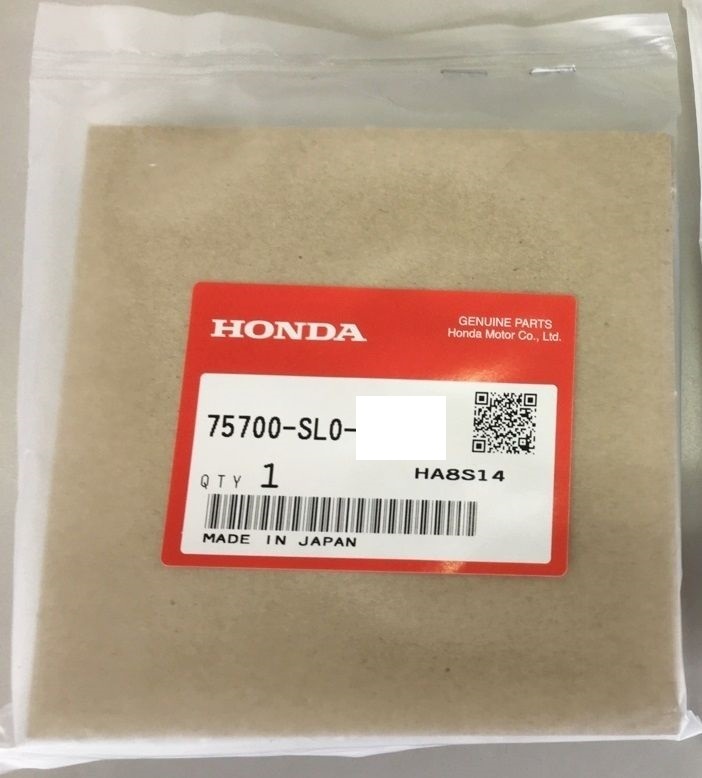 HONDA
GENUINE PARTS
Honda Motor Co., Ltd.
75700-SL0-
QTY 1
HA8S14
MADE IN JAPAN